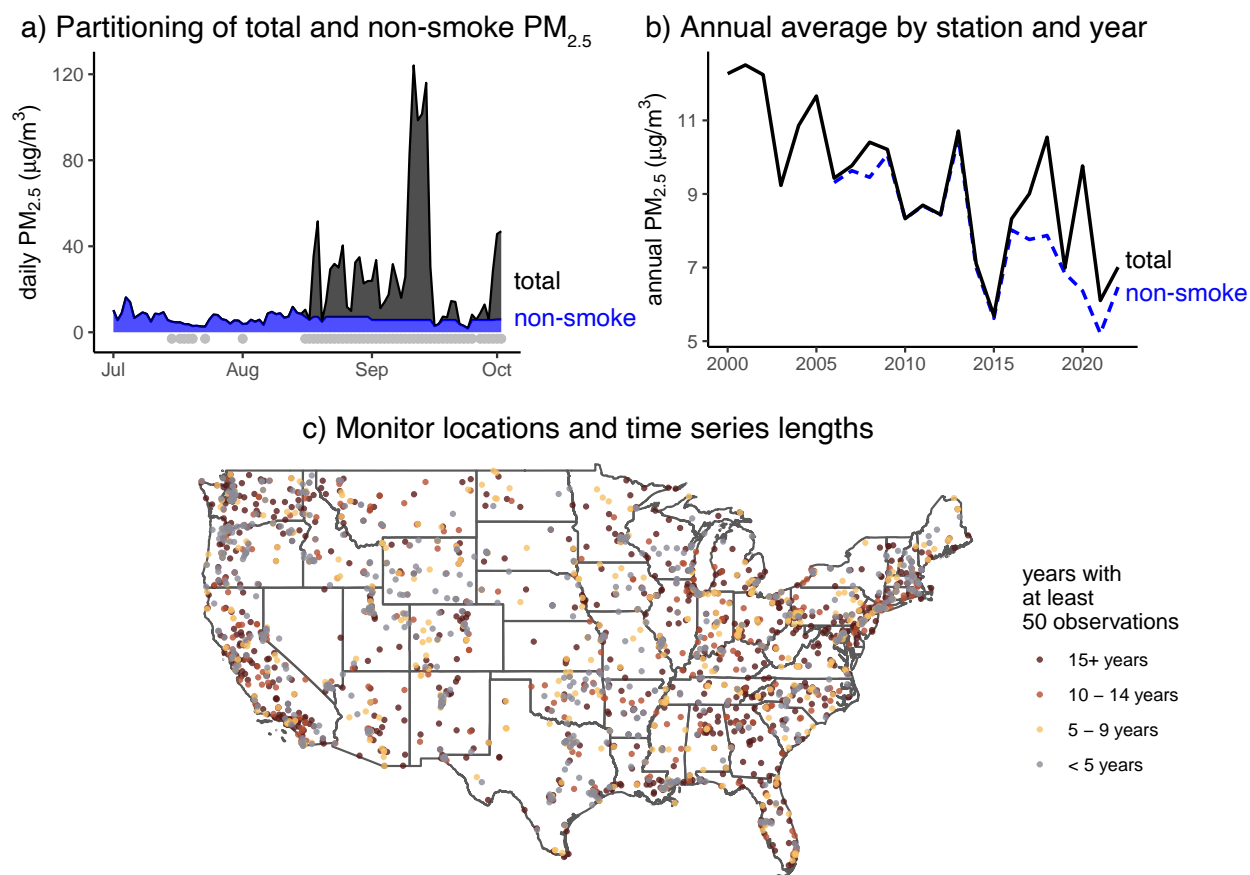 a) Partitioning of total and non-smoke PM2.5
daily PM2.5 (μg/m3)
120
80
40
0
total
non-smoke
Jul
Aug
Sep
Oct
b) Annual average by station and year
annual PM2.5 (μg/m3)
11
9
7
5
total
non-smoke
2000
2005
2010
2015
2020
c) Monitor locations and time series lengths
years with
at least
50 observations
15+ years
10 − 14 years
5 − 9 years
< 5 years